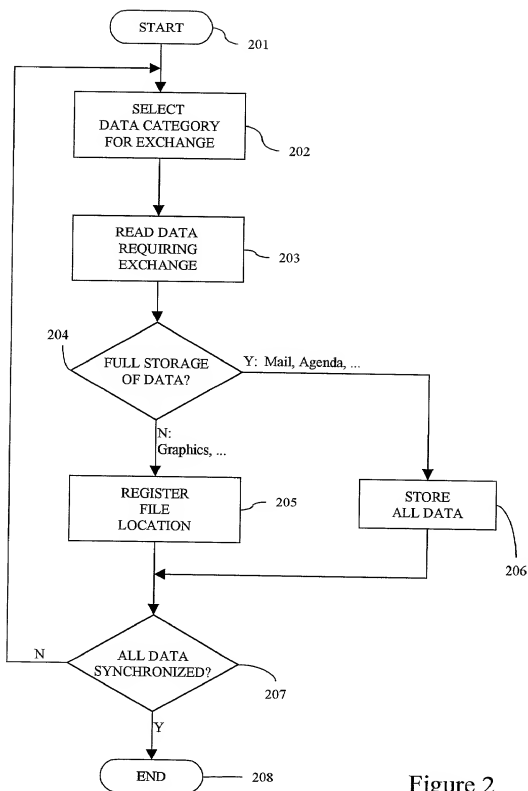 START
201
SELECT
DATA CATEGORY
FOR EXCHANGE
202
READ DATA
REQUIRING
EXCHANGE
203
204
FULL STORAGE
OF DATA?
Y: Mail, Agenda, ...
N:
Graphics, ...
REGISTER
FILE
LOCATION
205
STORE
ALL DATA
206
N
ALL DATA
SYNCHRONIZED?
207
Y
END
208
Figure 2